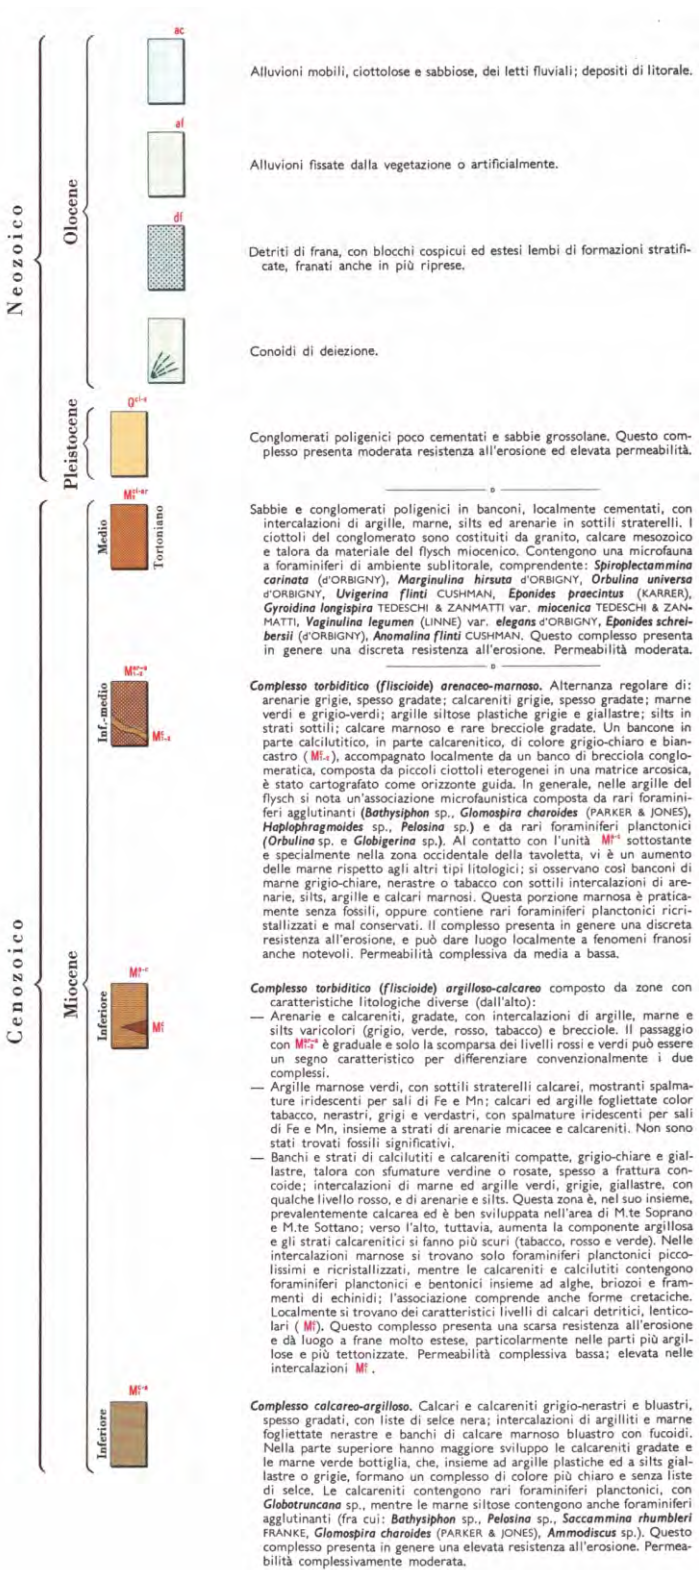 Neozoico
Olocene
ac
Alluvioni mobili, ciottolose e sabbiose, dei letti fluviali; depositi di litorale.
af
Alluvioni fissate dalla vegetazione o artificialmente.
df
Detriti di frana, con blocchi cospicui ed estesi lembi di formazioni stratifi-
cate, franati anche in più riprese.
Conoidi di deiezione.
Pleistocene
Conglomerati poligenici poco cementati e sabbie grossolane. Questo com-
plesso presenta moderata resistenza all'erosione ed elevata permeabilità.
Cenozoico
Miocene
Medio
Tortoniano
Sabbie e conglomerati poligenici in banconi, localmente cementati, con
intercalazioni di argille, marne, silts ed arenarie in sottili straterelli. I
ciottoli del conglomerato sono costituiti da granito, calcare mesozoico
e talora da materiale del flysch miocenico. Contengono una microfauna
a foraminiferi di ambiente sublitorale, comprendente: Spiroplectammina
carinata (d'ORBIGNY), Marginulina hirsuta d'ORBIGNY, Orbulina universa
d'ORBIGNY, Uvigerina flinti CUSHMAN, Eponides praecintus (KARRER),
Gyroidina longispira TEDESCHI & ZANMATTI var. miocenica TEDESCHI & ZAN-
MATTI, Vaginulina legumen (LINNE) var. elegans d'ORBIGNY, Eponides schrei-
bersii (d'ORBIGNY), Anomalina flinti CUSHMAN. Questo complesso presenta
in genere una discreta resistenza all'erosione. Permeabilità moderata.
Inf.-medio
Complesso torbiditico (fliscioide) arenaceo-marnoso. Alternanza regolare di:
arenarie grigie, spesso gradate; calcareniti grigie, spesso gradate; marne
verdi e grigio-verdi; argille siltose plastiche grigie e giallastre; silts in
strati sottili; calcare marnoso e rare brecciole gradate. Un bancone in
parte calcilutitico, in parte calcarenitico, di colore grigio-chiaro e bian-
castro ( ), accompagnato localmente da un banco di brecciola conglo-
meratica, composta da piccoli ciottoli eterogenei in una matrice arcosica,
è stato cartografato come orizzonte guida. In generale, nelle argille del
flysch si nota un'associazione microfaunistica composta da rari foramini-
feri agglutinanti (Bathysiphon sp., Glomospira charoides (PARKER & JONES),
Haplophragmoides sp., Pelosina sp.) e da rari foraminiferi planctonici
(Orbulina sp. e Globigerina sp.). Al contatto con l'unità sottostante
e specialmente nella zona occidentale della tavoletta, vi è un aumento
delle marne rispetto agli altri tipi litologici; si osservano così banconi di
marne grigio-chiare, nerastre o tabacco con sottili intercalazioni di are-
narie, silts, argille e calcari marnosi. Questa porzione marnosa è pratica-
mente senza fossili, oppure contiene rari foraminiferi planctonici ricri-
stallizzati e mal conservati. Il complesso presenta in genere una discreta
resistenza all'erosione, e può dare luogo localmente a fenomeni franosi
anche notevoli. Permeabilità complessiva da media a bassa.
Inferiore
Complesso torbiditico (fliscioide) argilloso-calcareo composto da zone con
caratteristiche litologiche diverse (dall'alto):
— Arenarie e calcareniti, gradate, con intercalazioni di argille, marne e
silts varicolori (grigio, verde, rosso, tabacco) e brecciole. Il passaggio
con è graduale e solo la scomparsa dei livelli rossi e verdi può essere
un segno caratteristico per differenziare convenzionalmente i due
complessi.
— Argille marnose verdi, con sottili straterelli calcarei, mostranti spalma-
ture iridescenti per sali di Fe e Mn; calcari ed argille fogliettate color
tabacco, nerastri, grigi e verdastri, con spalmature iridescenti per sali
di Fe e Mn, insieme a strati di arenarie micacee e calcareniti. Non sono
stati trovati fossili significativi.
— Banchi e strati di calcilutiti e calcareniti compatte, grigio-chiare e gial-
lastre, talora con sfumature verdine o rosate, spesso a frattura con-
coide; intercalazioni di marne ed argille verdi, grigie, giallastre, con
qualche livello rosso, e di arenarie e silts. Questa zona è, nel suo insieme,
prevalentemente calcarea ed è ben sviluppata nell'area di M.te Soprano
e M.te Sottano; verso l'alto, tuttavia, aumenta la componente argillosa
e gli strati calcarenitici si fanno più scuri (tabacco, rosso e verde). Nelle
intercalazioni marnose si trovano solo foraminiferi planctonici picco-
lissimi e ricristallizzati, mentre le calcareniti e calcilutiti contengono
foraminiferi planctonici e bentonici insieme ad alghe, briozoi e fram-
menti di echinidi; l'associazione comprende anche forme cretaciche.
Localmente si trovano dei caratteristici livelli di calcari detritici, lentico-
lari ( ). Questo complesso presenta una scarsa resistenza all'erosione
e dà luogo a frane molto estese, particolarmente nelle parti più argil-
lose e più tettonizzate. Permeabilità complessiva bassa; elevata nelle
intercalazioni .
Inferiore
Complesso calcareo-argilloso. Calcari e calcareniti grigio-nerastri e bluastri,
spesso gradati, con liste di selce nera; intercalazioni di argilliti e marne
fogliettate nerastre e banchi di calcare marnoso bluastro con fucoidi.
Nella parte superiore hanno maggiore sviluppo le calcareniti gradate e
le marne verde bottiglia, che, insieme ad argille plastiche ed a silts gial-
lastre o grigie, formano un complesso di colore più chiaro e senza liste
di selce. Le calcareniti contengono rari foraminiferi planctonici, con
Globotruncana sp., mentre le marne siltose contengono anche foraminiferi
agglutinanti (fra cui: Bathysiphon sp., Pelosina sp., Saccammina rhumbleri
FRANKE, Glomospira charoides (PARKER & JONES), Ammodiscus sp.). Questo
complesso presenta in genere una elevata resistenza all'erosione. Permea-
bilità complessivamente moderata.